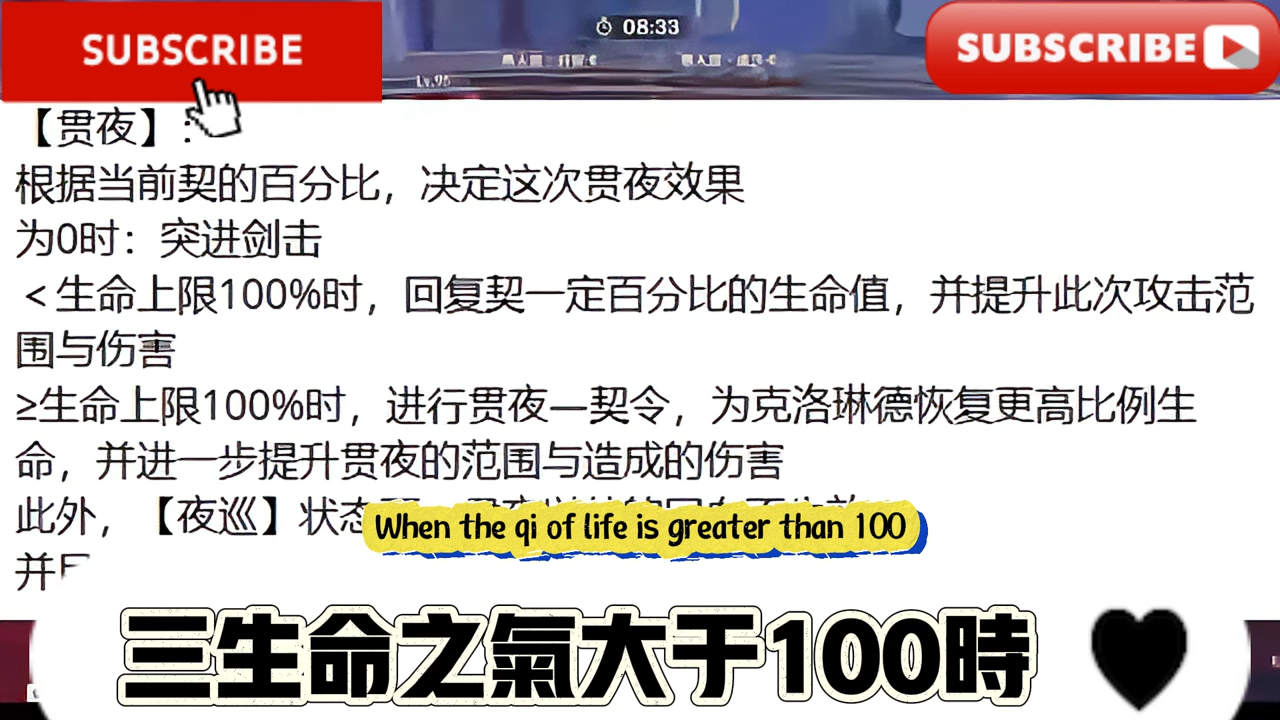 SUBSCRIBE
08:33
SUBSCRIBE
Lv.95
【贯夜】：
根据当前契的百分比，决定这次贯夜效果
为0时：突进剑击
＜生命上限100%时，回复契一定百分比的生命值，并提升此次攻击范
围与伤害
≥生命上限100%时，进行贯夜—契令，为克洛琳德恢复更高比例生
命，并进一步提升贯夜的范围与造成的伤害
此外，【夜巡】状态
When the qi of life is greater than 100
并
三生命之氣大于100時